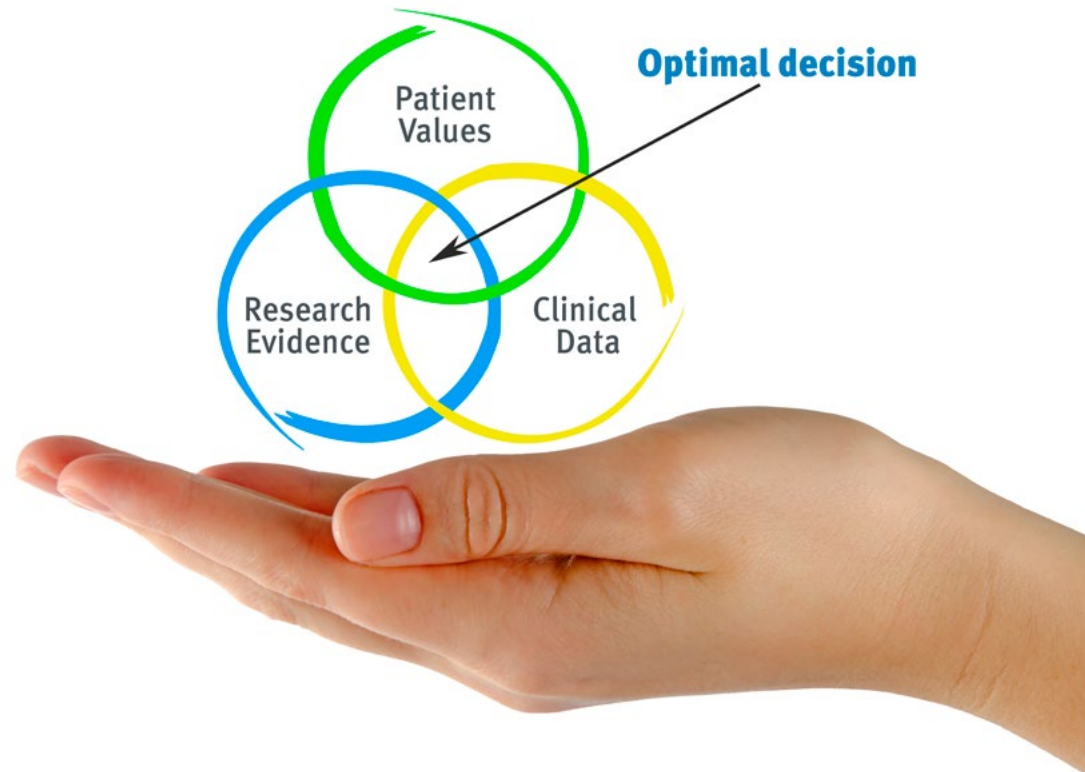 Optimal decision
Patient
Values
Research
Evidence
Clinical
Data